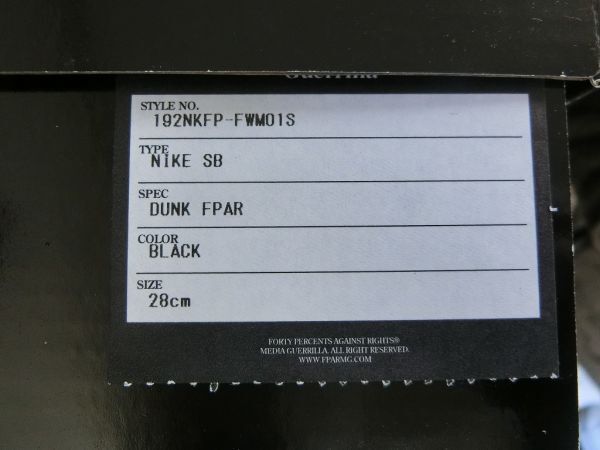 STYLE NO.
192NKFP-FWM01S
TYPE
NIKE SB
SPEC
DUNK FPAR
COLOR
BLACK
SIZE
28cm
FORTY PERCENTS AGAINST RIGHTS®
MEDIA GUERRILLA. ALL RIGHT RESERVED.
WWW.FPARMG.COM